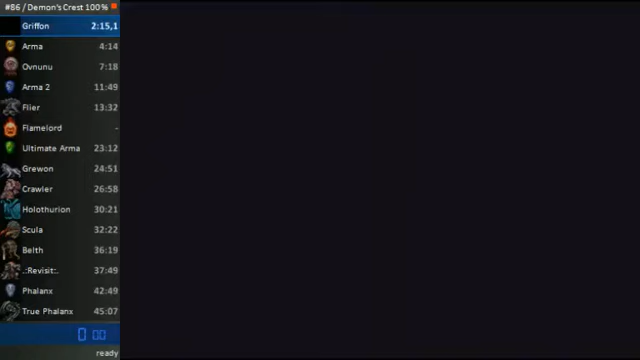 #86 / Demon's Crest 100%
Griffon 2:15,1
Arma 4:14
Ovnunu 7:18
Arma 2 11:49
Flier 13:32
Flamelord -
Ultimate Arma 23:12
Grewon 24:51
Crawler 26:58
Holothurion 30:21
Scula 32:22
Belth 36:19
.:Revisit:. 37:49
Phalanx 42:49
True Phalanx 45:07
0 00
ready